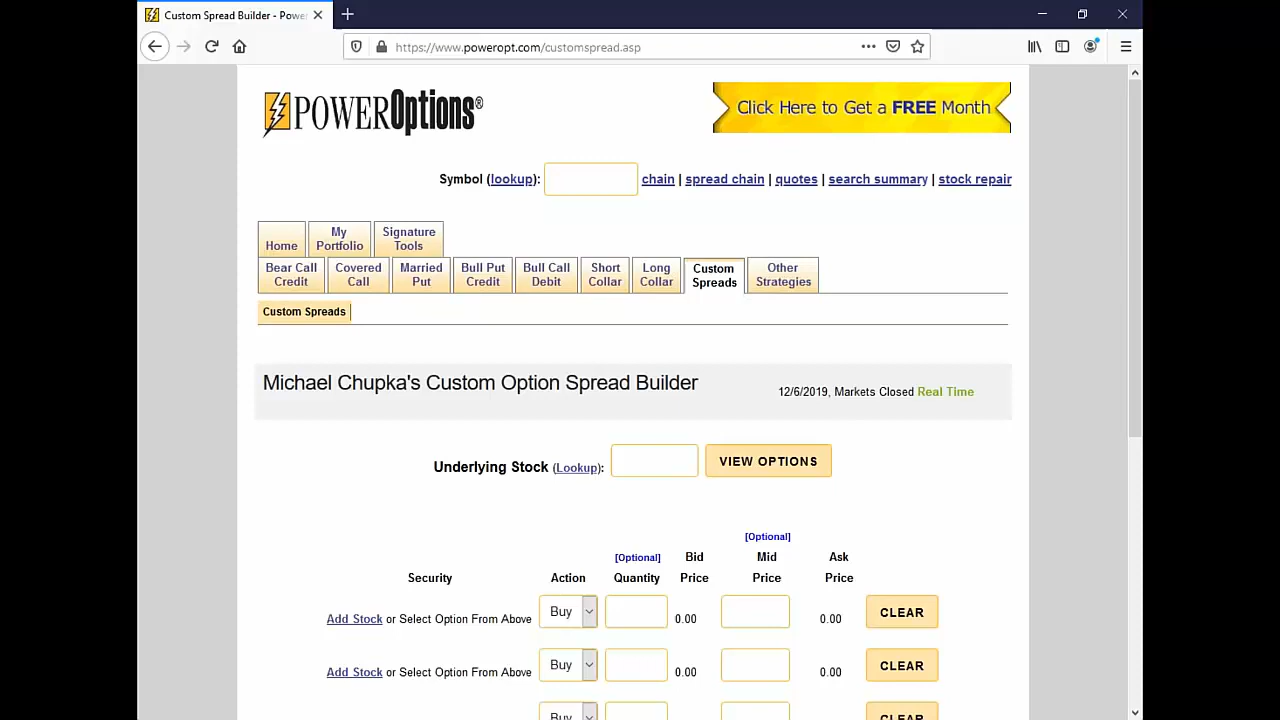 Custom Spread Builder - Powe
https://www.poweropt.com/customspread.asp
POWEROptions®
Click Here to Get a FREE Month
Symbol (lookup): chain | spread chain | quotes | search summary | stock repair
Home
My Portfolio
Signature Tools
Bear Call Credit
Covered Call
Married Put
Bull Put Credit
Bull Call Debit
Short Collar
Long Collar
Custom Spreads
Other Strategies
Custom Spreads
Michael Chupka's Custom Option Spread Builder
12/6/2019, Markets Closed Real Time
Underlying Stock (Lookup): VIEW OPTIONS
[Optional]
[Optional] Bid Mid Ask
Security Action Quantity Price Price Price
Add Stock or Select Option From Above Buy 0.00 0.00 CLEAR
Add Stock or Select Option From Above Buy 0.00 0.00 CLEAR
Buy CLEAR